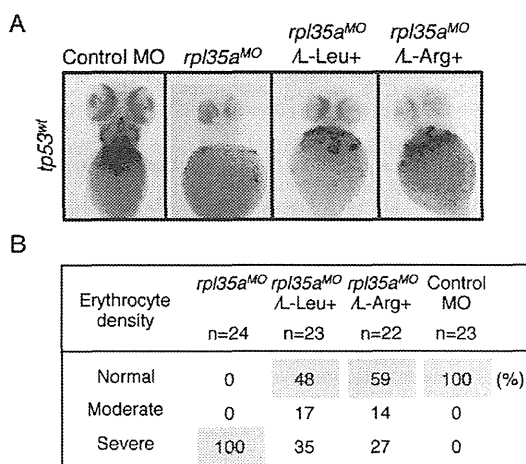 A
Control MO rpl35aMO rpl35aMO /L-Leu+ rpl35aMO /L-Arg+
tp53wt
B
Erythrocyte density rpl35aMO rpl35aMO /L-Leu+ rpl35aMO /L-Arg+ Control MO
n=24 n=23 n=22 n=23
Normal 0 48 59 100 (%)
Moderate 0 17 14 0
Severe 100 35 27 0